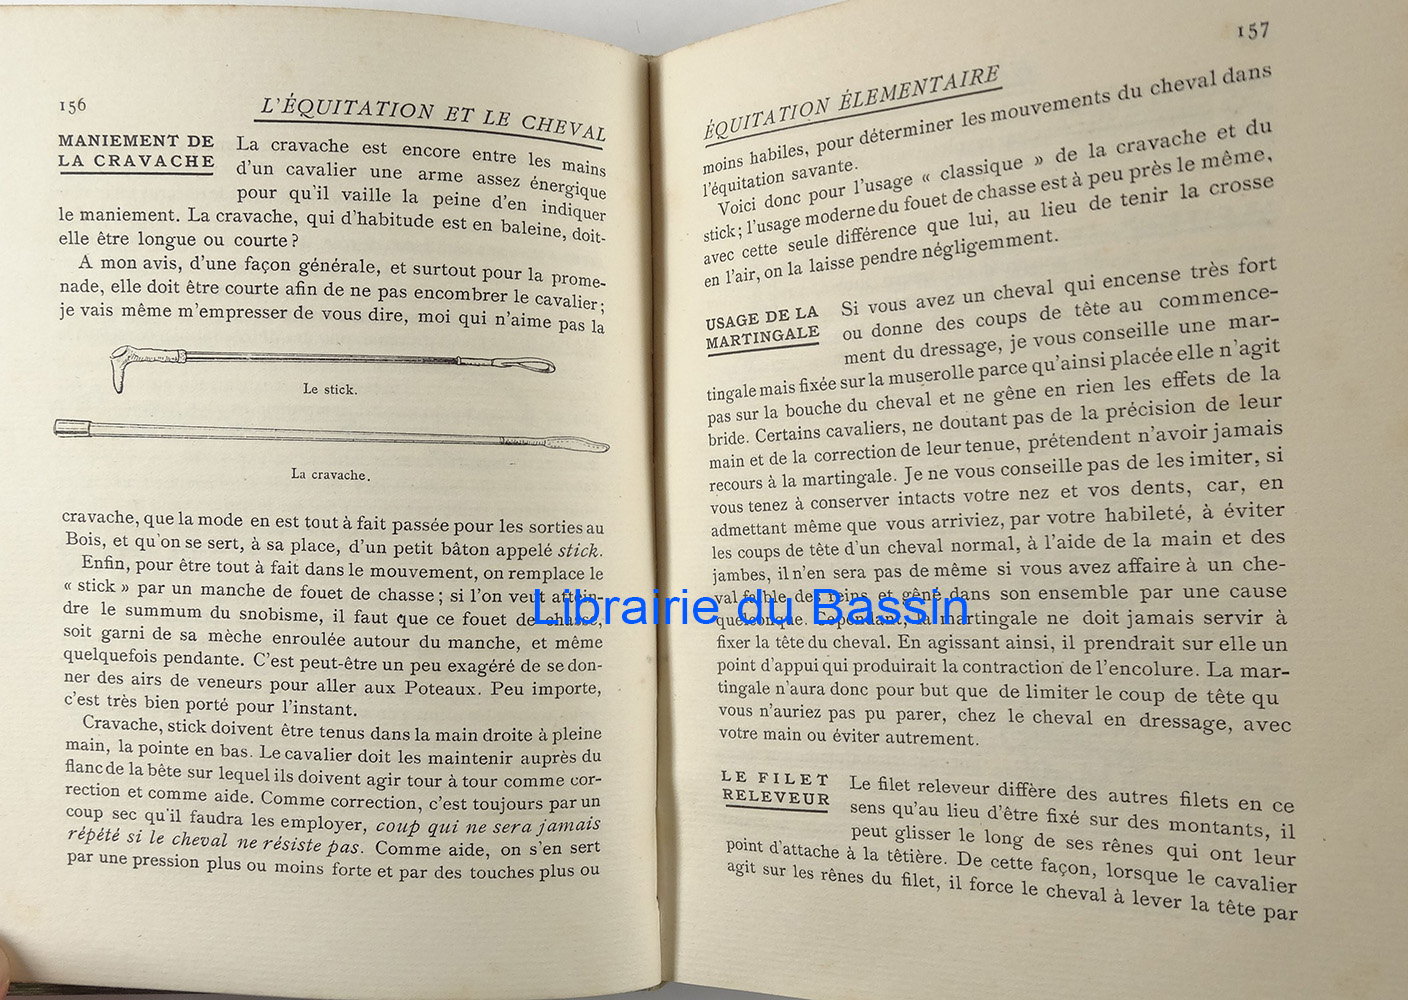 156
L'ÉQUITATION ET LE CHEVAL
MANIEMENT DE
LA CRAVACHE
La cravache est encore entre les mains
d'un cavalier une arme assez énergique
pour qu'il vaille la peine d'en indiquer
le maniement. La cravache, qui d'habitude est en baleine, doit-
elle être longue ou courte ?
A mon avis, d'une façon générale, et surtout pour la prome-
nade, elle doit être courte afin de ne pas encombrer le cavalier ;
je vais même m'empresser de vous dire, moi qui n'aime pas la
Le stick.
La cravache.
cravache, que la mode en est tout à fait passée pour les sorties au
Bois, et qu'on se sert, à sa place, d'un petit bâton appelé stick.
Enfin, pour être tout à fait dans le mouvement, on remplace le
« stick » par un manche de fouet de chasse ; si l'on veut attein-
dre le summum du snobisme, il faut que ce fouet de chasse,
soit garni de sa mèche enroulée autour du manche, et même
quelquefois pendante. C'est peut-être un peu exagéré de se don-
ner des airs de veneurs pour aller aux Poteaux. Peu importe,
c'est très bien porté pour l'instant.
Cravache, stick doivent être tenus dans la main droite à pleine
main, la pointe en bas. Le cavalier doit les maintenir auprès du
flanc de la bête sur lequel ils doivent agir tour à tour comme cor-
rection et comme aide. Comme correction, c'est toujours par un
coup sec qu'il faudra les employer, coup qui ne sera jamais
répété si le cheval ne résiste pas. Comme aide, on s'en sert
par une pression plus ou moins forte et par des touches plus ou
157
ÉQUITATION ÉLEMENTAIRE
moins habiles, pour déterminer les mouvements du cheval dans
l'équitation savante.
Voici donc pour l'usage « classique » de la cravache et du
stick ; l'usage moderne du fouet de chasse est à peu près le même,
avec cette seule différence que lui, au lieu de tenir la crosse
en l'air, on la laisse pendre négligemment.
USAGE DE LA
MARTINGALE
Si vous avez un cheval qui encense très fort
ou donne des coups de tête au commence-
ment du dressage, je vous conseille une mar-
tingale mais fixée sur la muserolle parce qu'ainsi placée elle n'agit
pas sur la bouche du cheval et ne gêne en rien les effets de la
bride. Certains cavaliers, ne doutant pas de la précision de leur
main et de la correction de leur tenue, prétendent n'avoir jamais
recours à la martingale. Je ne vous conseille pas de les imiter, si
vous tenez à conserver intacts votre nez et vos dents, car, en
admettant même que vous arriviez, par votre habileté, à éviter
les coups de tête d'un cheval normal, à l'aide de la main et des
jambes, il n'en sera pas de même si vous avez affaire à un che-
val faible des reins et gêné dans son ensemble par une cause
quelconque. Cependant, la martingale ne doit jamais servir à
fixer la tête du cheval. En agissant ainsi, il prendrait sur elle un
point d'appui qui produirait la contraction de l'encolure. La mar-
tingale n'aura donc pour but que de limiter le coup de tête qu
vous n'auriez pas pu parer, chez le cheval en dressage, avec
votre main ou éviter autrement.
LE FILET
RELEVEUR
Le filet releveur diffère des autres filets en ce
sens qu'au lieu d'être fixé sur des montants, il
peut glisser le long de ses rênes qui ont leur
point d'attache à la têtière. De cette façon, lorsque le cavalier
agit sur les rênes du filet, il force le cheval à lever la tête par
Librairie du Bassin